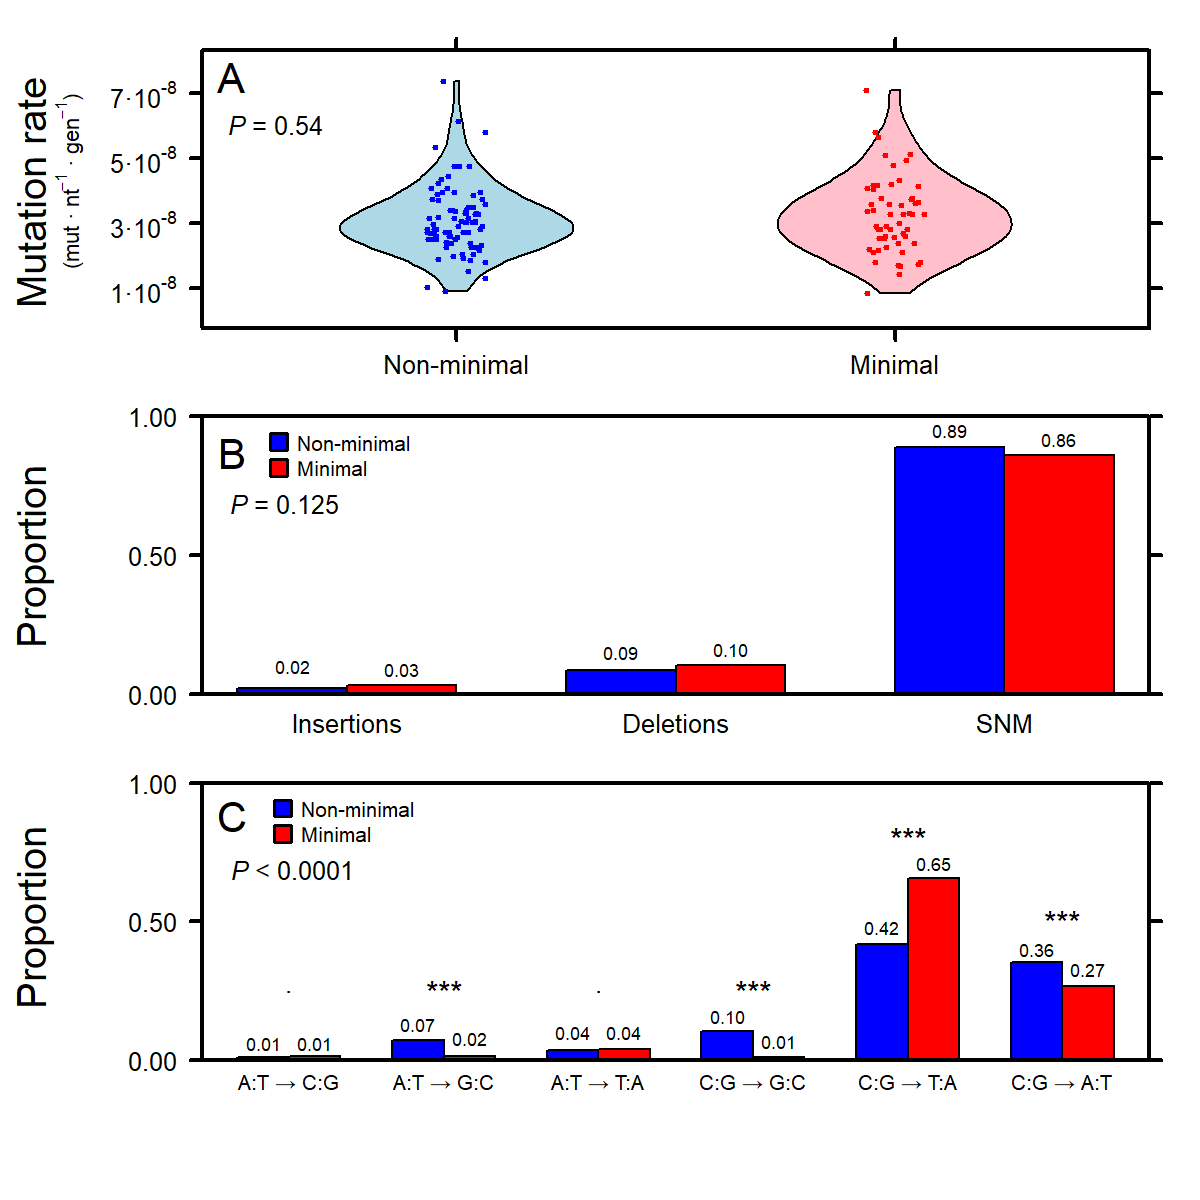 A
P = 0.54
Mutation rate
(mut · nt⁻¹ · gen⁻¹)
7·10⁻⁸
5·10⁻⁸
3·10⁻⁸
1·10⁻⁸
Non-minimal Minimal
B
Non-minimal
Minimal
P = 0.125
Proportion
1.00
0.50
0.00
0.02 0.03 0.09 0.10 0.89 0.86
Insertions Deletions SNM
C
Non-minimal
Minimal
P < 0.0001
Proportion
1.00
0.50
0.00
. *** . *** *** ***
0.01 0.01 0.07 0.02 0.04 0.04 0.10 0.01 0.42 0.65 0.36 0.27
A:T → C:G A:T → G:C A:T → T:A C:G → G:C C:G → T:A C:G → A:T